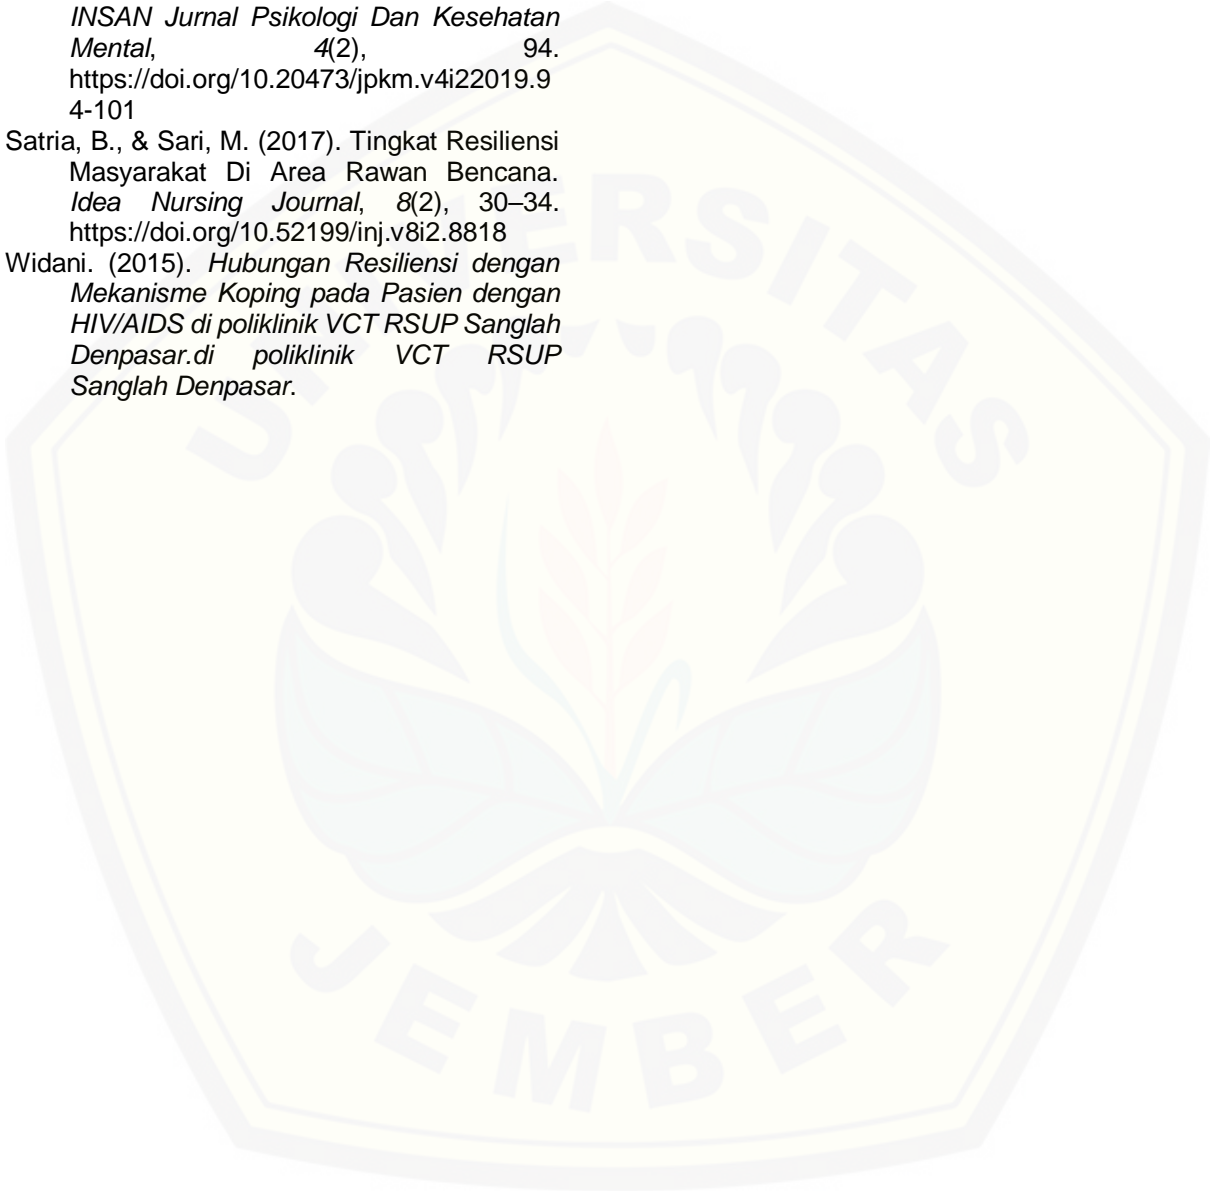 INSAN Jurnal Psikologi Dan Kesehatan
Mental, 4(2), 94.
https://doi.org/10.20473/jpkm.v4i22019.9
4-101
Satria, B., & Sari, M. (2017). Tingkat Resiliensi
Masyarakat Di Area Rawan Bencana.
Idea Nursing Journal, 8(2), 30–34.
https://doi.org/10.52199/inj.v8i2.8818
Widani. (2015). Hubungan Resiliensi dengan
Mekanisme Koping pada Pasien dengan
HIV/AIDS di poliklinik VCT RSUP Sanglah
Denpasar.di poliklinik VCT RSUP
Sanglah Denpasar.
UNIVERSITAS
JEMBER